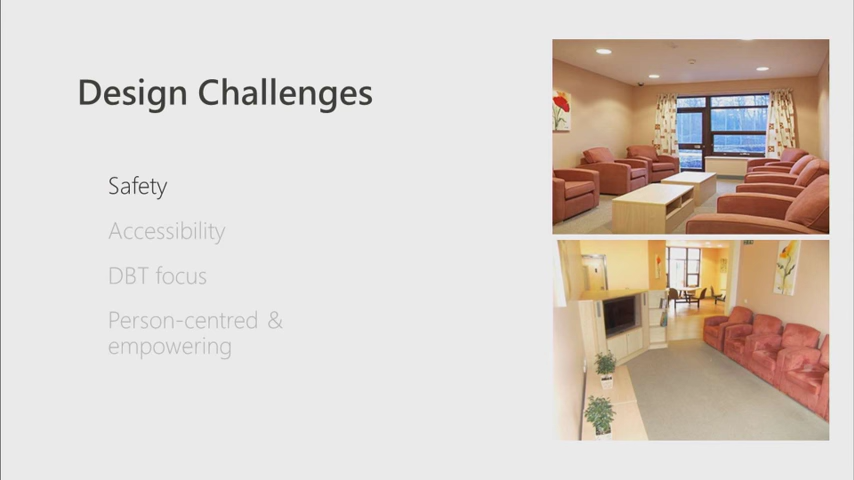 Design Challenges
Safety
Accessibility
DBT focus
Person-centred &
empowering